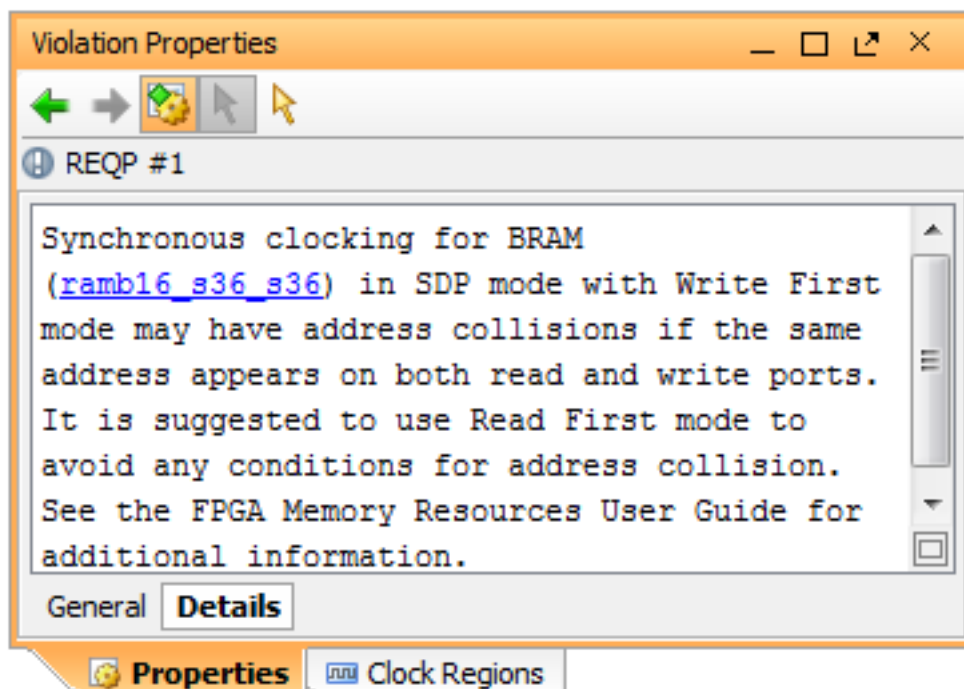 Violation Properties
REQP #1
Synchronous clocking for BRAM
(ramb16_s36_s36) in SDP mode with Write First
mode may have address collisions if the same
address appears on both read and write ports.
It is suggested to use Read First mode to
avoid any conditions for address collision.
See the FPGA Memory Resources User Guide for
additional information.
General Details
Properties Clock Regions